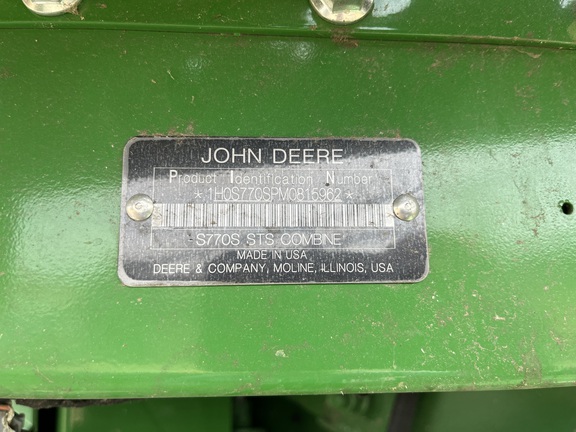 JOHN DEERE
Product Identification Number
*1H0S770SPM0815962*
S770S STS COMBINE
MADE IN USA
DEERE & COMPANY, MOLINE, ILLINOIS, USA